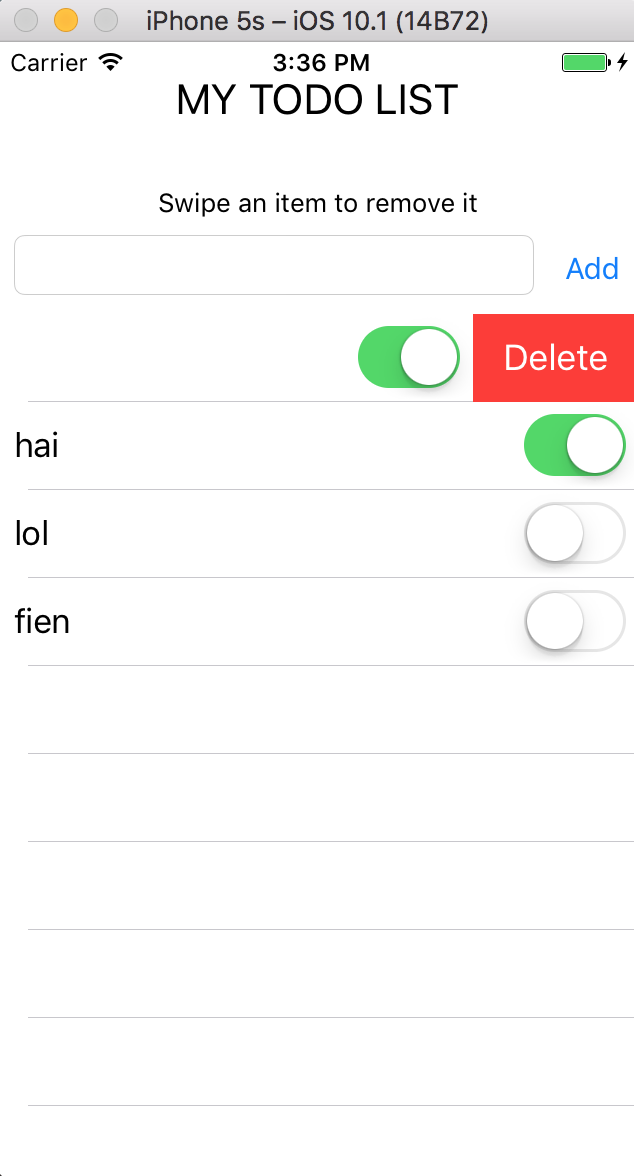 iPhone 5s – iOS 10.1 (14B72)
Carrier 3:36 PM
MY TODO LIST
Swipe an item to remove it
Add
Delete
hai
lol
fien